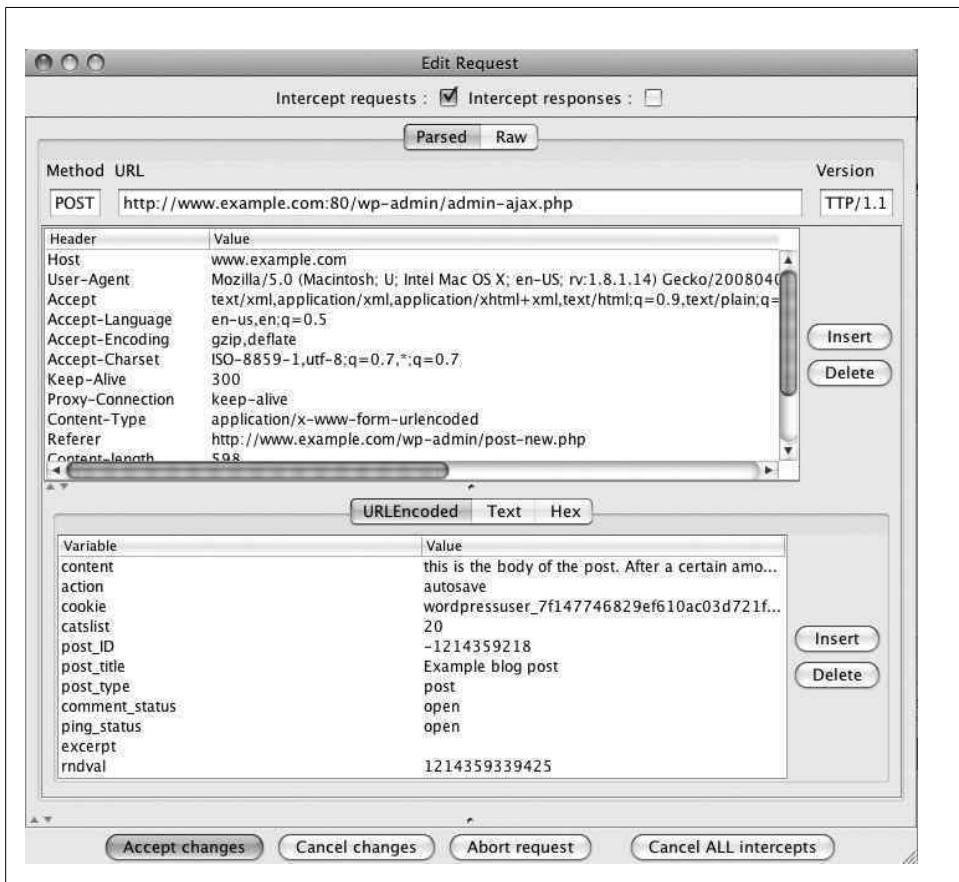 Edit Request
Intercept requests : Intercept responses :
Parsed Raw
Method URL Version
POST http://www.example.com:80/wp-admin/admin-ajax.php TTP/1.1
Header Value
Host www.example.com
User-Agent Mozilla/5.0 (Macintosh; U; Intel Mac OS X; en-US; rv:1.8.1.14) Gecko/2008040
Accept text/xml,application/xml,application/xhtml+xml,text/html;q=0.9,text/plain;q=
Accept-Language en-us,en;q=0.5
Accept-Encoding gzip,deflate
Accept-Charset ISO-8859-1,utf-8;q=0.7,*;q=0.7
Keep-Alive 300
Proxy-Connection keep-alive
Content-Type application/x-www-form-urlencoded
Referer http://www.example.com/wp-admin/post-new.php
Content-length 598
Insert
Delete
URLEncoded Text Hex
Variable Value
content this is the body of the post. After a certain amo...
action autosave
cookie wordpressuser_7f147746829ef610ac03d721f...
catslist 20
post_ID -1214359218
post_title Example blog post
post_type post
comment_status open
ping_status open
excerpt
rndval 1214359339425
Insert
Delete
Accept changes Cancel changes Abort request Cancel ALL intercepts